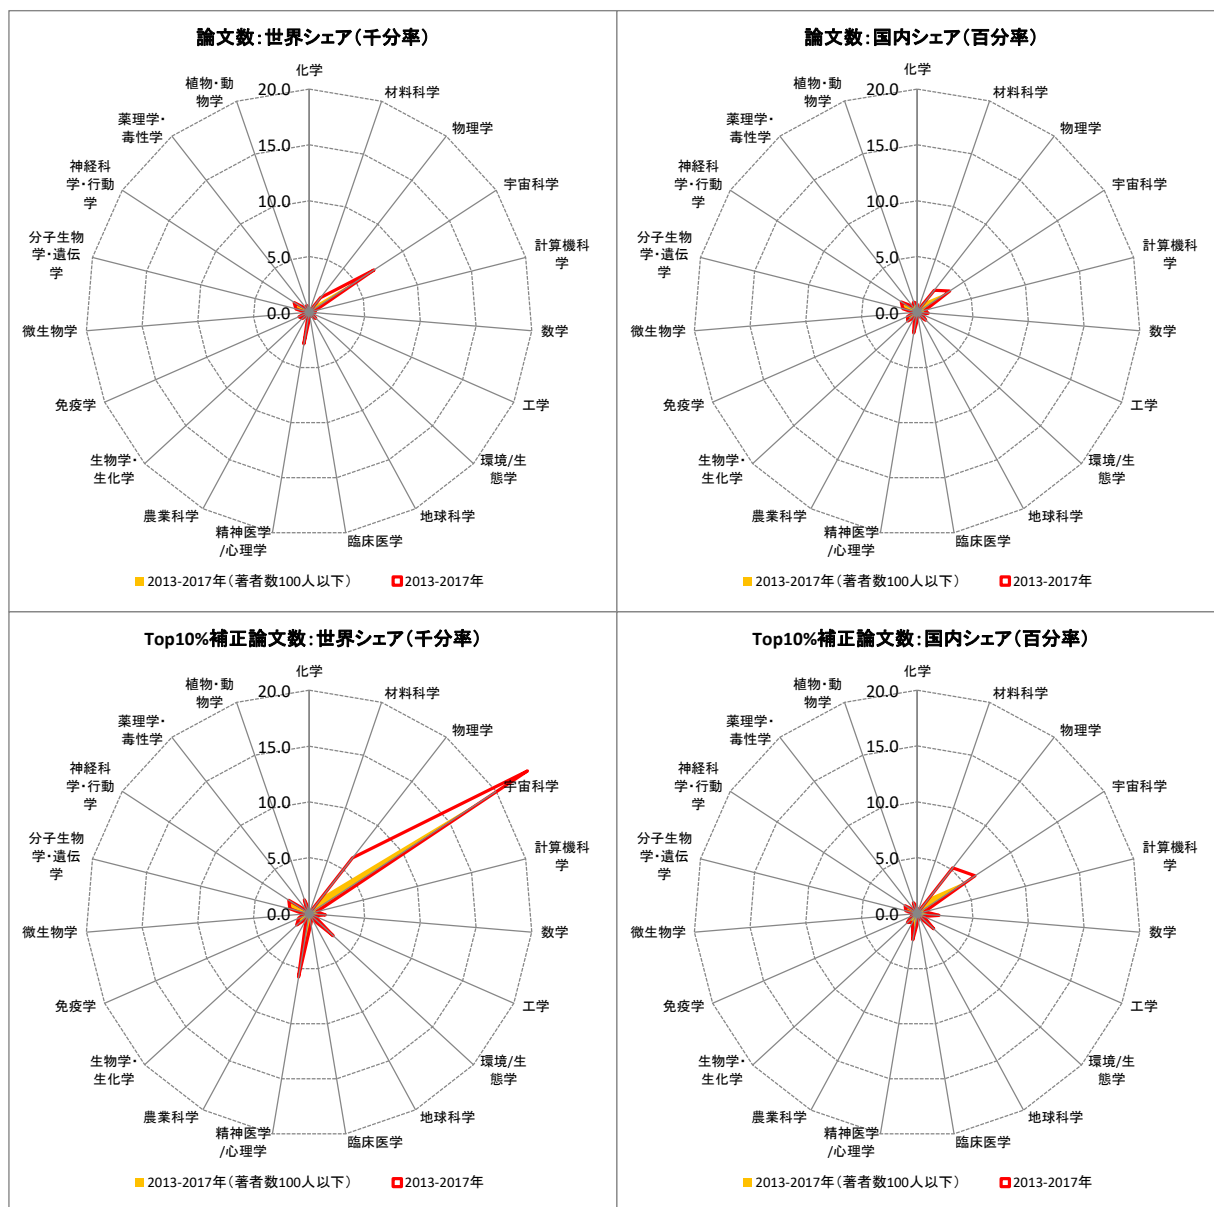 論文数：世界シェア（千分率）
化学
材料科学
物理学
宇宙科学
計算機科
学
数学
工学
環境/生
態学
地球科学
臨床医学
精神医学
/心理学
農業科学
生物学・
生化学
免疫学
微生物学
分子生物
学・遺伝
学
神経科
学・行動
学
薬理学・
毒性学
植物・動
物学
20.0
15.0
10.0
5.0
0.0
2013-2017年（著者数100人以下）
2013-2017年
論文数：国内シェア（百分率）
化学
材料科学
物理学
宇宙科学
計算機科
学
数学
工学
環境/生
態学
地球科学
臨床医学
精神医学
/心理学
農業科学
生物学・
生化学
免疫学
微生物学
分子生物
学・遺伝
学
神経科
学・行動
学
薬理学・
毒性学
植物・動
物学
20.0
15.0
10.0
5.0
0.0
2013-2017年（著者数100人以下）
2013-2017年
Top10%補正論文数：世界シェア（千分率）
化学
材料科学
物理学
宇宙科学
計算機科
学
数学
工学
環境/生
態学
地球科学
臨床医学
精神医学
/心理学
農業科学
生物学・
生化学
免疫学
微生物学
分子生物
学・遺伝
学
神経科
学・行動
学
薬理学・
毒性学
植物・動
物学
20.0
15.0
10.0
5.0
0.0
2013-2017年（著者数100人以下）
2013-2017年
Top10%補正論文数：国内シェア（百分率）
化学
材料科学
物理学
宇宙科学
計算機科
学
数学
工学
環境/生
態学
地球科学
臨床医学
精神医学
/心理学
農業科学
生物学・
生化学
免疫学
微生物学
分子生物
学・遺伝
学
神経科
学・行動
学
薬理学・
毒性学
植物・動
物学
20.0
15.0
10.0
5.0
0.0
2013-2017年（著者数100人以下）
2013-2017年